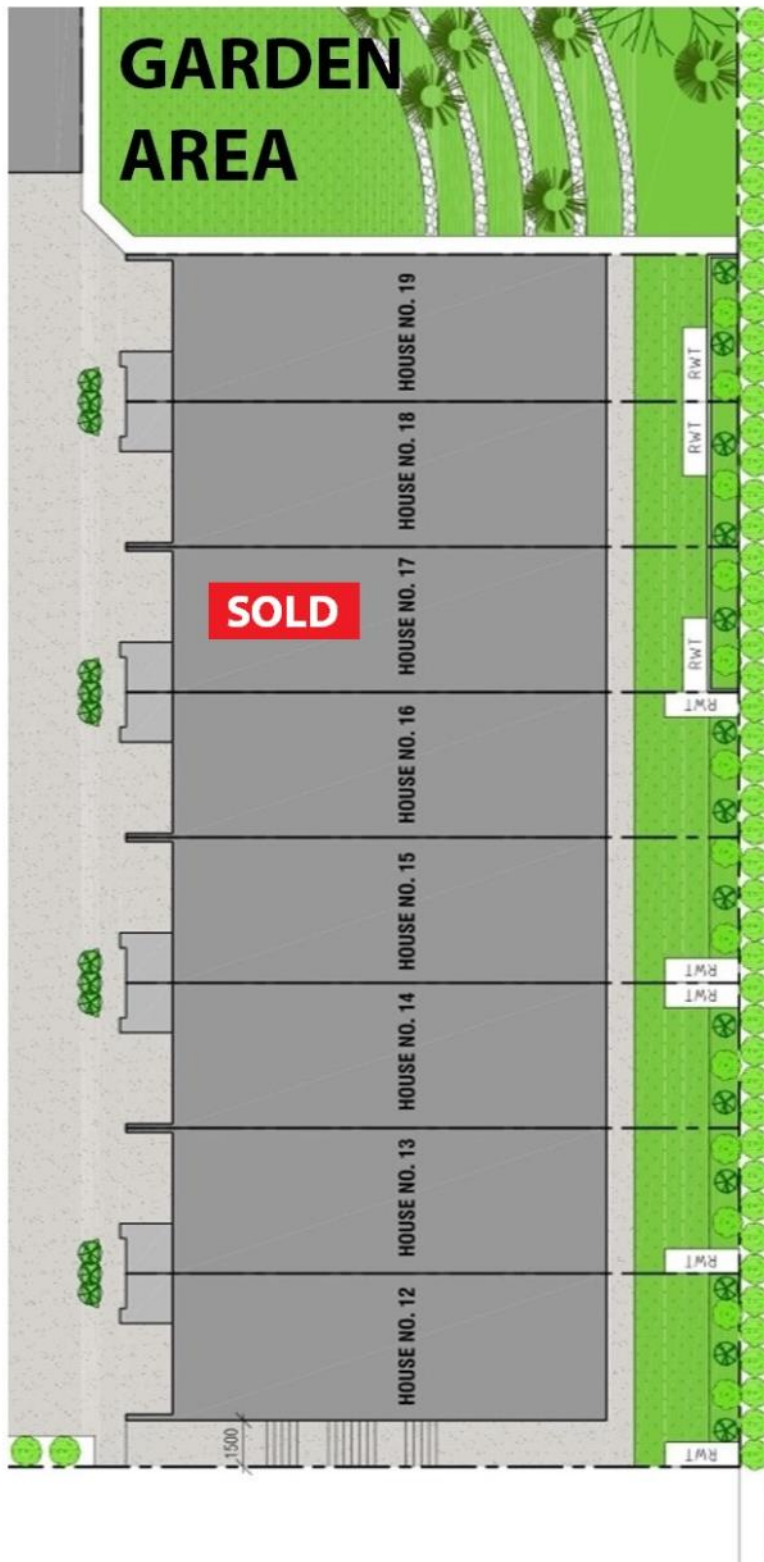 GARDEN
AREA
HOUSE NO. 19
RWT
HOUSE NO. 18
RWT
HOUSE NO. 17
SOLD
RWT
HOUSE NO. 16
RWT
HOUSE NO. 15
RWT
HOUSE NO. 14
RWT
HOUSE NO. 13
RWT
HOUSE NO. 12
1500
RWT